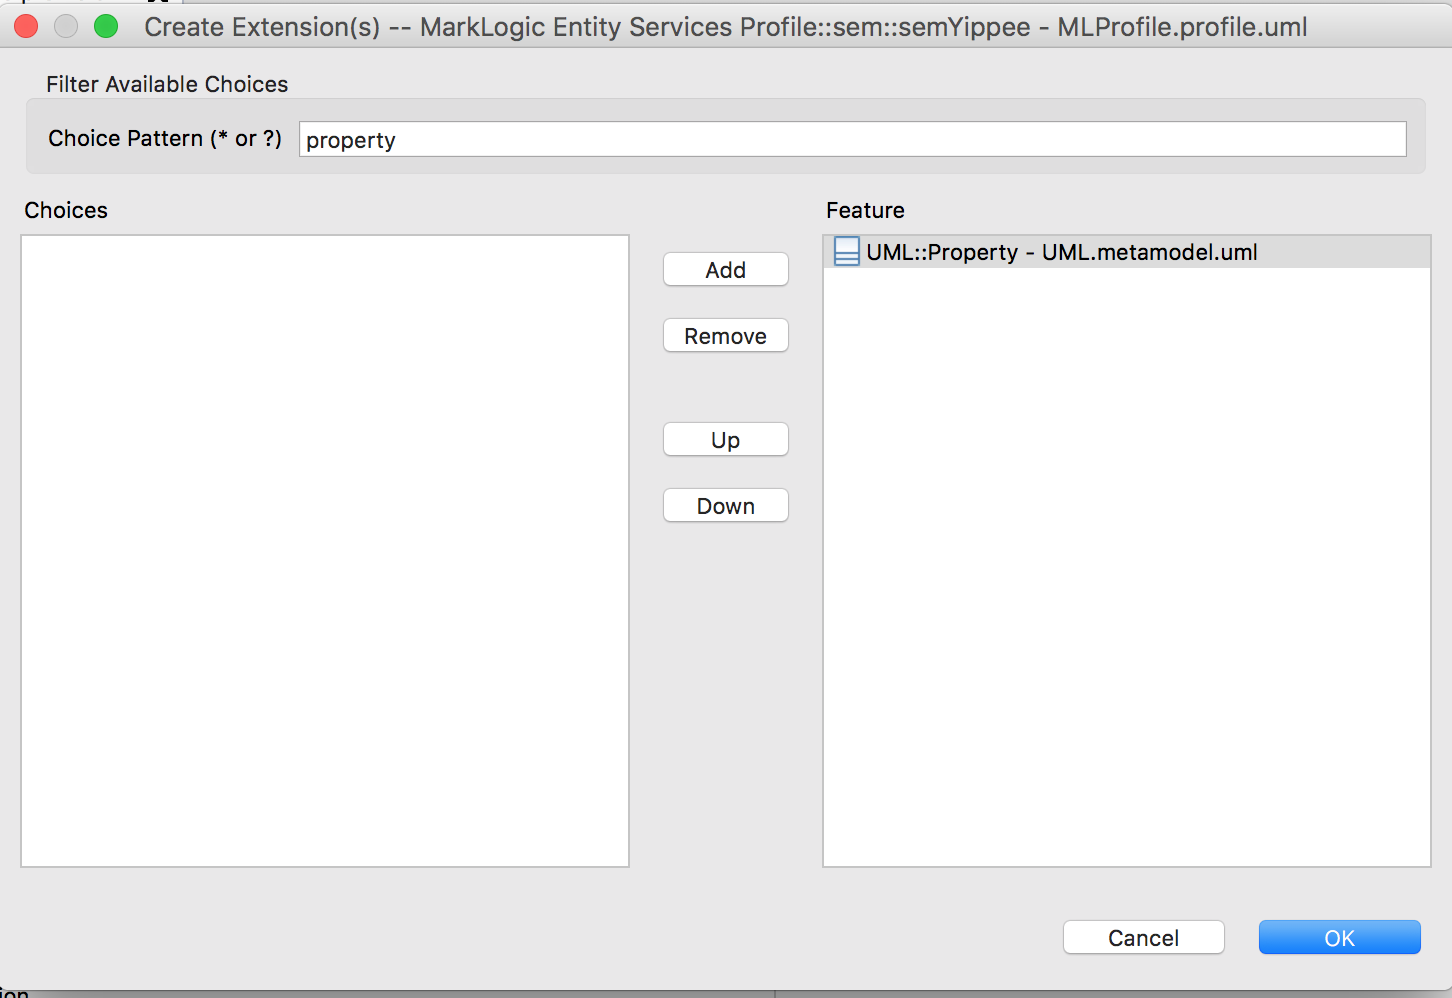 Create Extension(s) -- MarkLogic Entity Services Profile::sem::semYippee - MLProfile.profile.uml
Filter Available Choices
Choice Pattern (* or ?) property
Choices
Feature
UML::Property - UML.metamodel.uml
Add
Remove
Up
Down
Cancel
OK